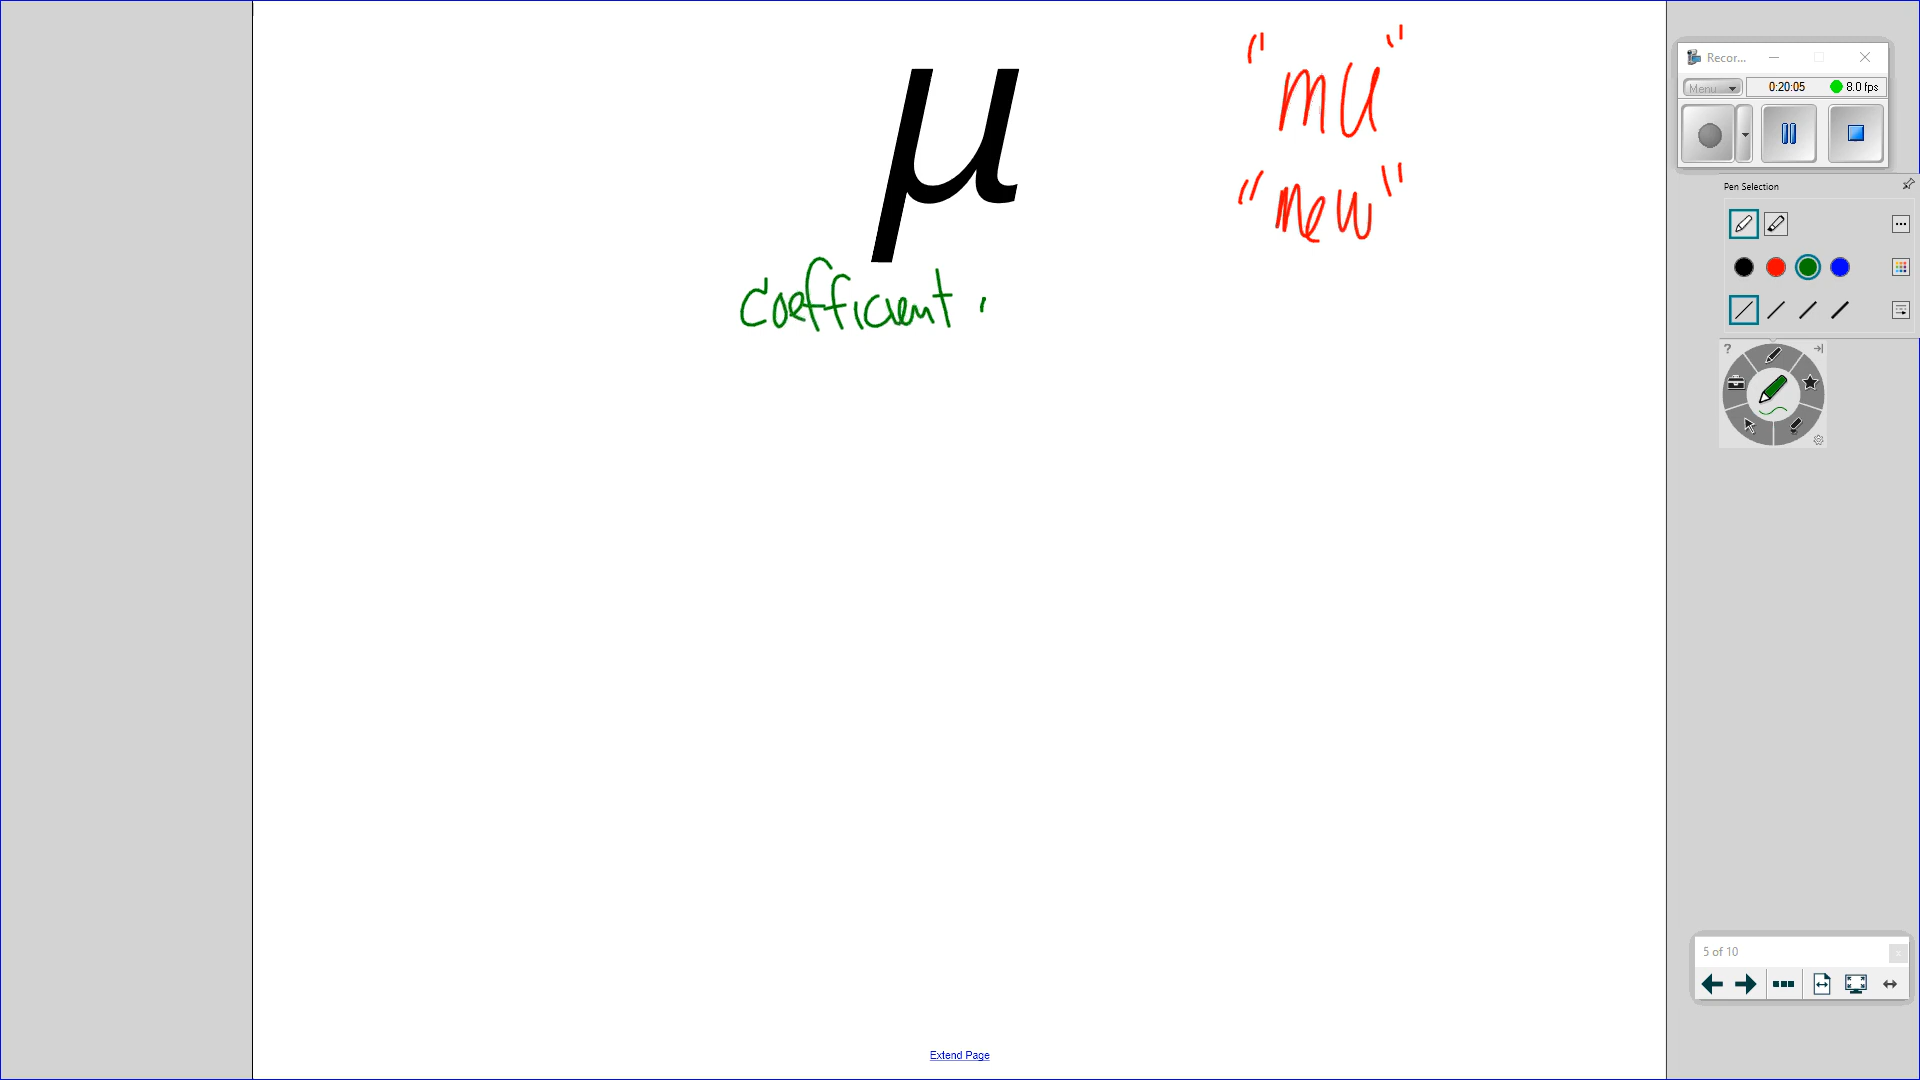 μ
"mu"
"mew"
coefficient
Recor...
Menu
0:20:05
8.0 fps
Pen Selection
?
5 of 10
Extend Page